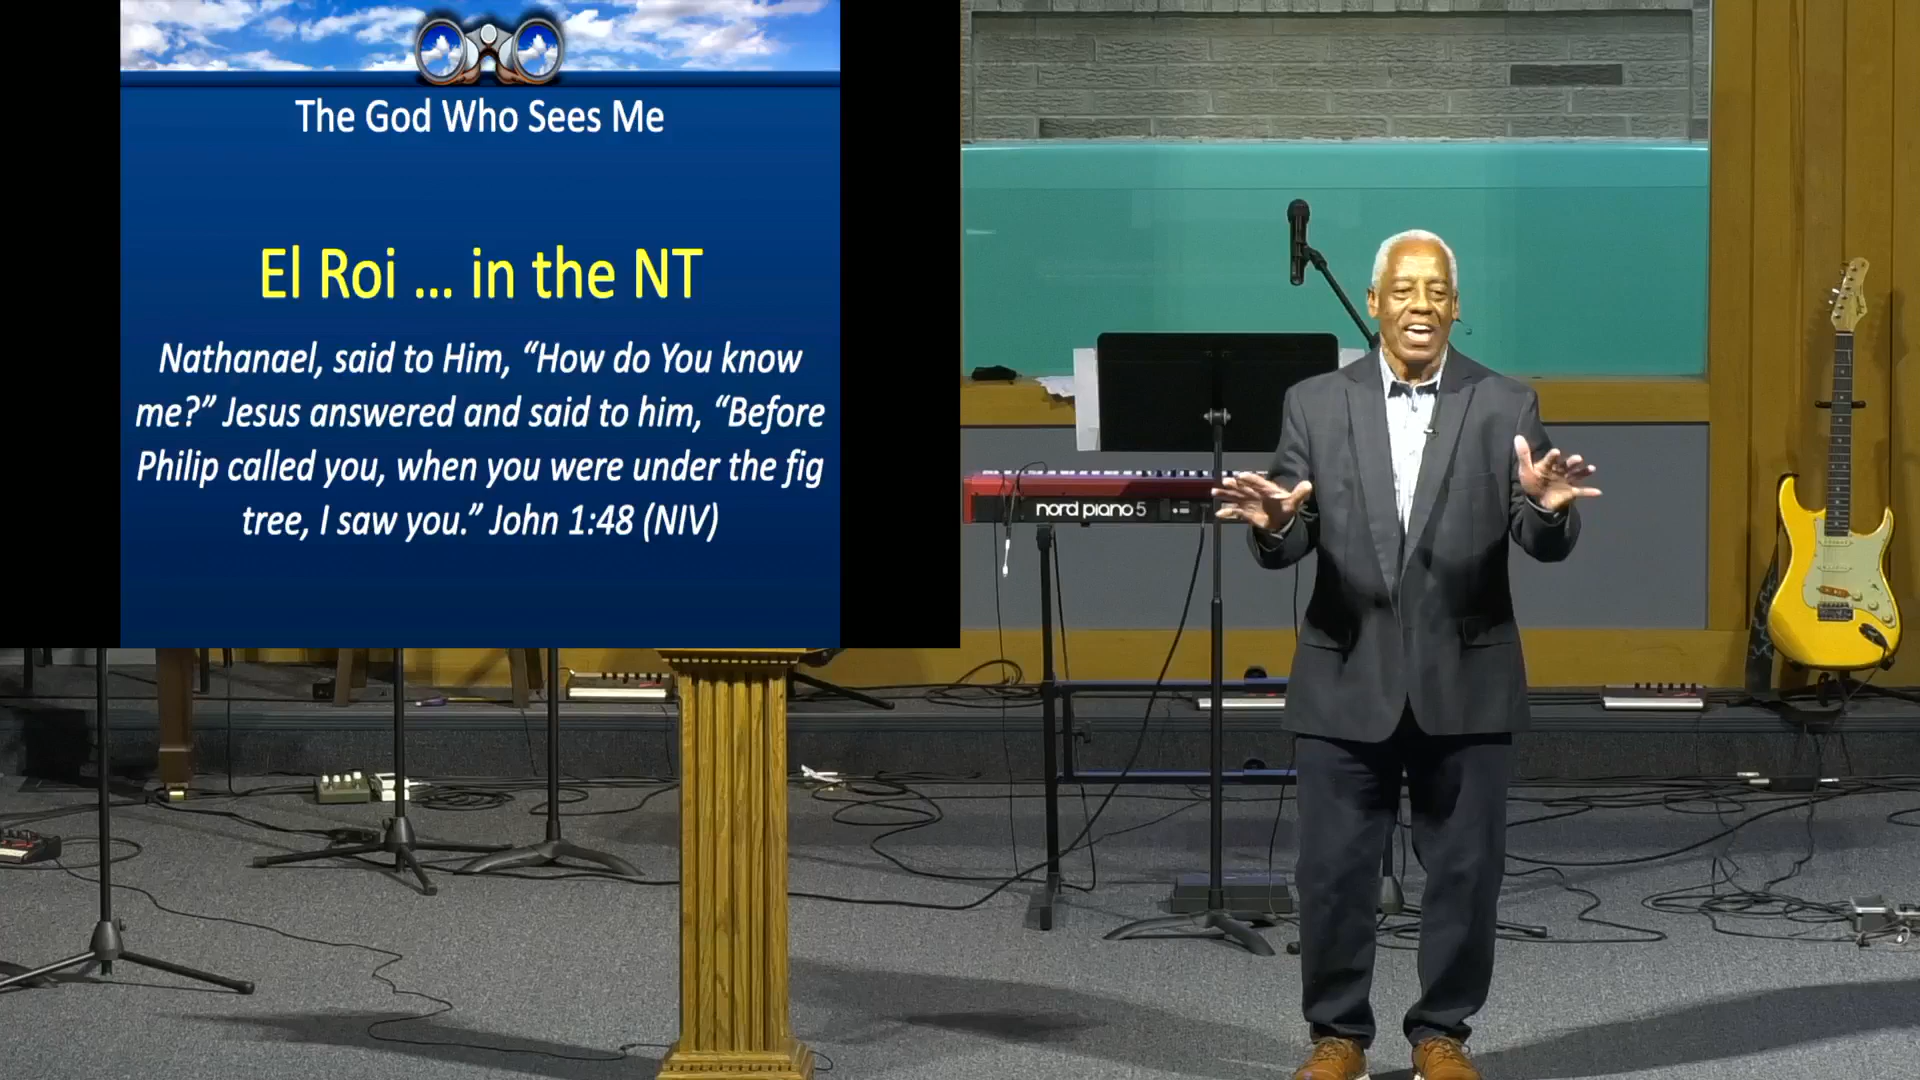 The God Who Sees Me
El Roi ... in the NT
Nathanael, said to Him, “How do You know
me?” Jesus answered and said to him, “Before
Philip called you, when you were under the fig
tree, I saw you.” John 1:48 (NIV)
nord piano 5